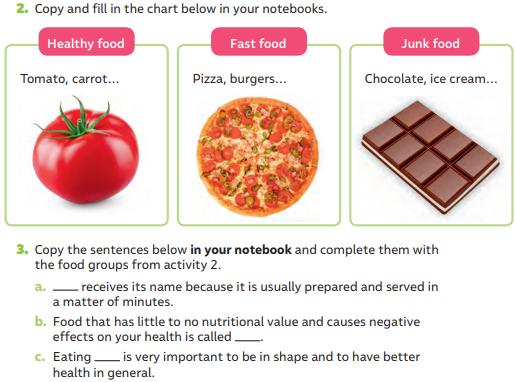 2. Copy and fill in the chart below in your notebooks.
Healthy food
Fast food
Junk food
Tomato, carrot...
Pizza, burgers...
Chocolate, ice cream...
3. Copy the sentences below in your notebook and complete them with
the food groups from activity 2.
a. ____ receives its name because it is usually prepared and served in
a matter of minutes.
b. Food that has little to no nutritional value and causes negative
effects on your health is called ____.
c. Eating ____ is very important to be in shape and to have better
health in general.